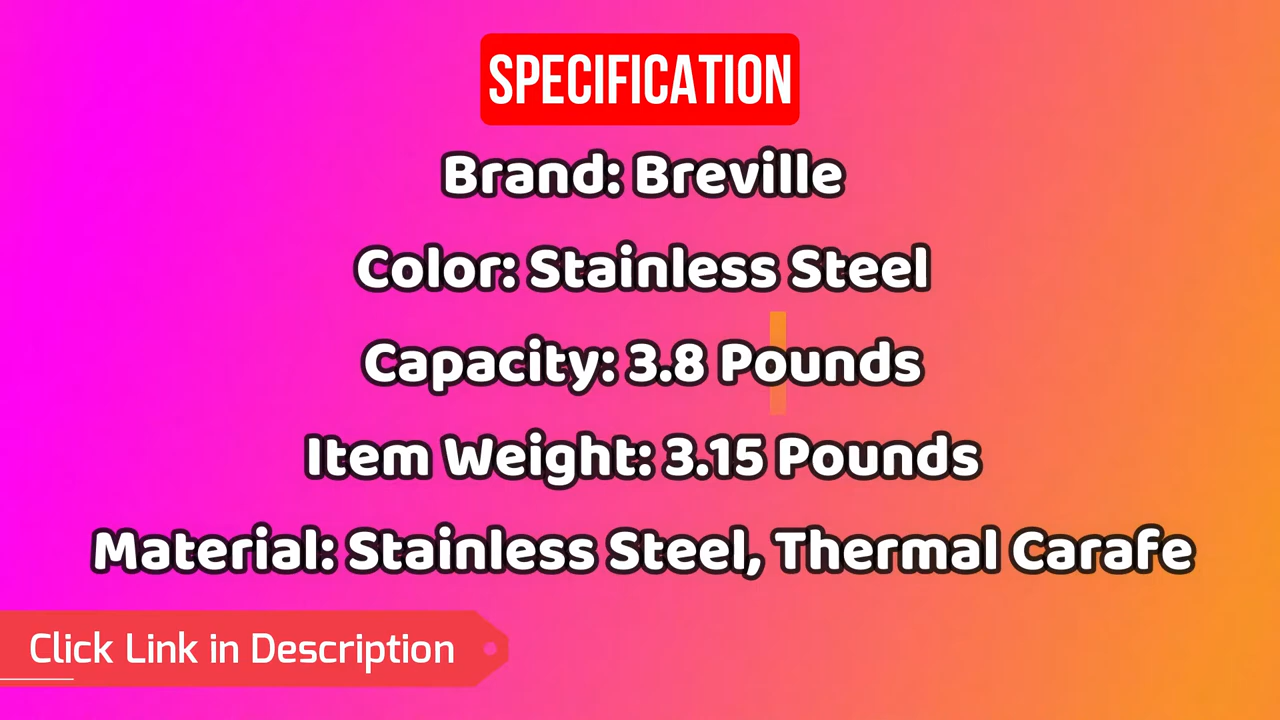 SPECIFICATION
Brand: Breville
Color: Stainless Steel
Capacity: 3.8 Pounds
Item Weight: 3.15 Pounds
Material: Stainless Steel, Thermal Carafe
Click Link in Description